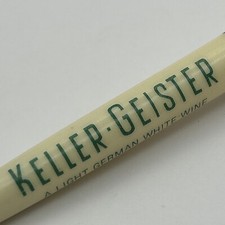 KELLER·GEISTER
A LIGHT GERMAN WHITE WINE